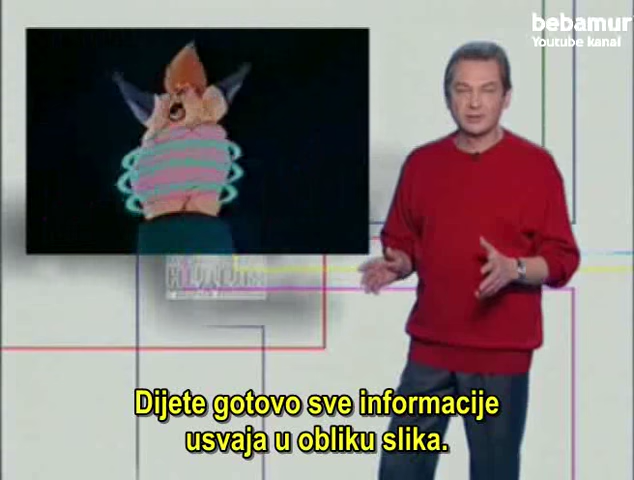 bebamur
Youtube kanal
Dijete gotovo sve informacije
usvaja u obliku slika.